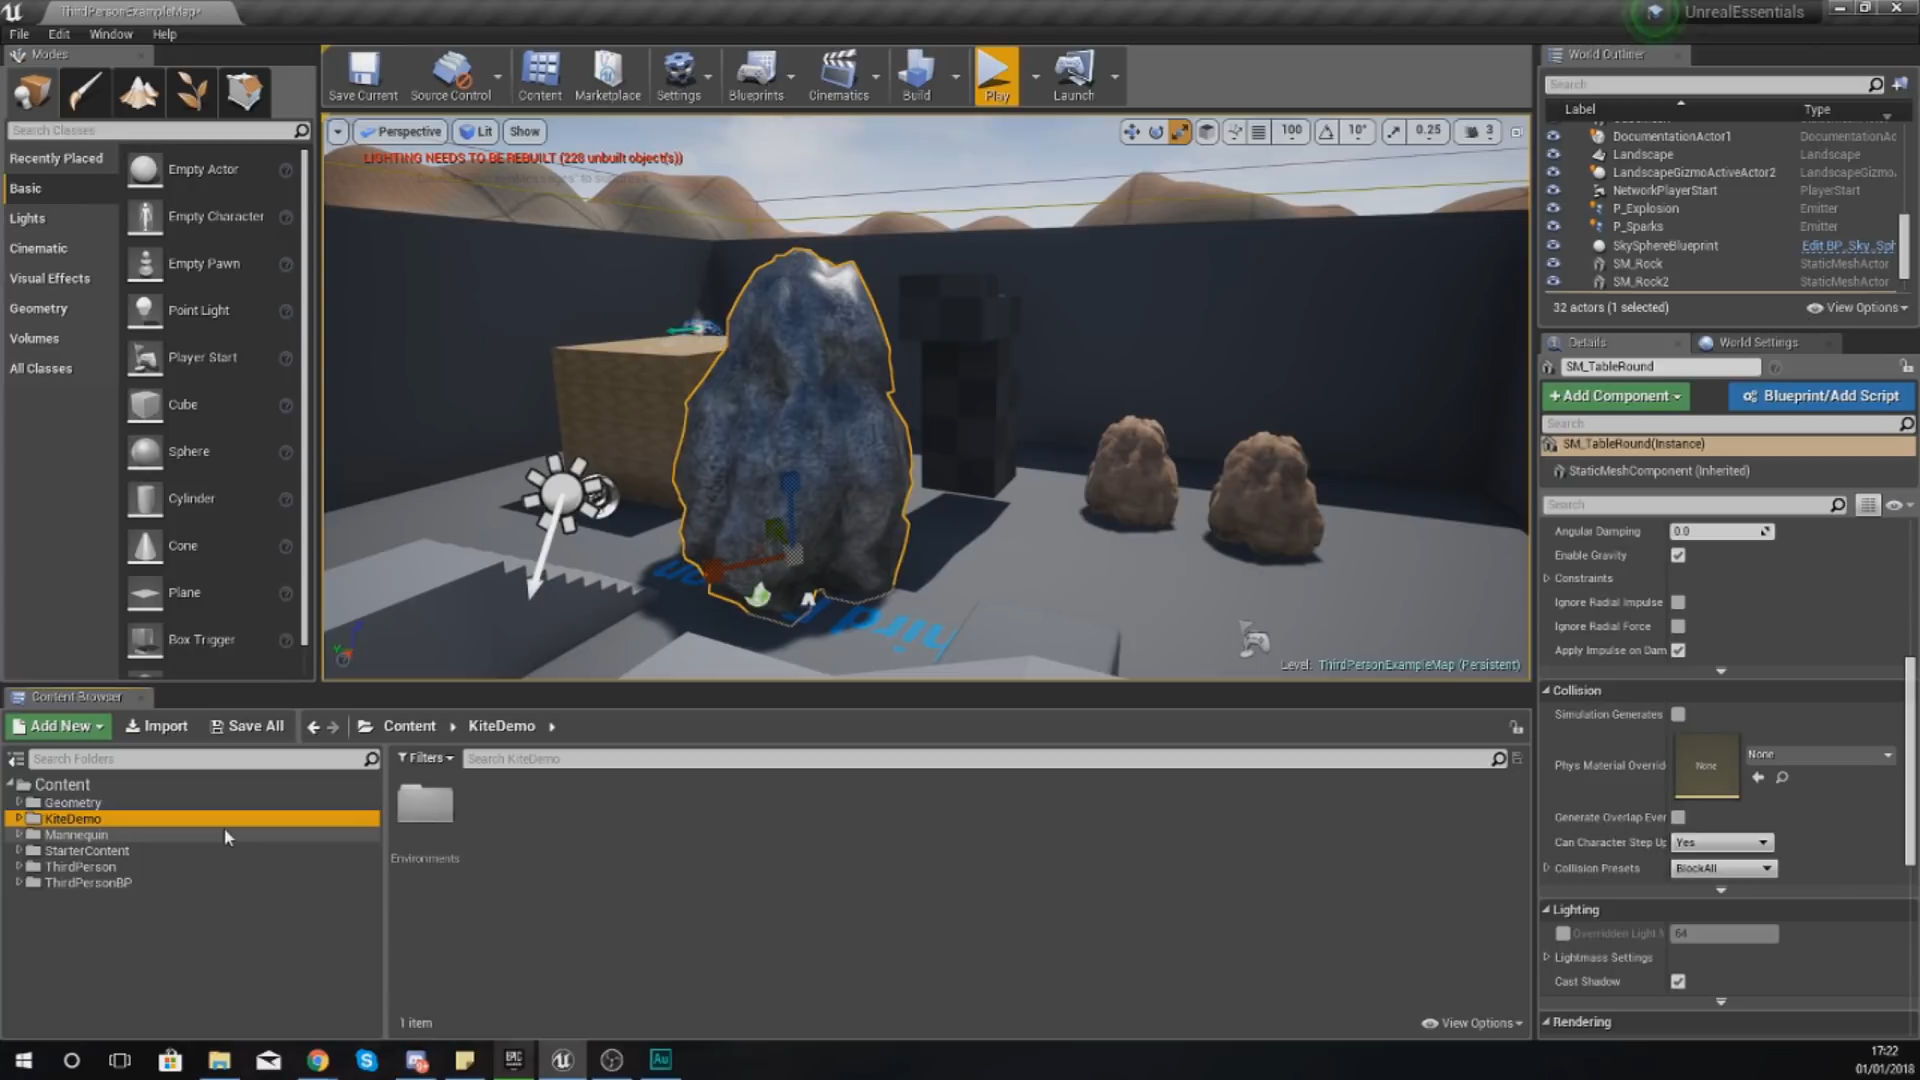 ThirdPersonExampleMap*
UnrealEssentials
File Edit Window Help
Modes
Search Classes
Recently Placed
Basic
Lights
Cinematic
Visual Effects
Geometry
Volumes
All Classes
Empty Actor
Empty Character
Empty Pawn
Point Light
Player Start
Cube
Sphere
Cylinder
Cone
Plane
Box Trigger
Save Current
Source Control
Content
Marketplace
Settings
Blueprints
Cinematics
Build
Play
Launch
Perspective Lit Show
100 10° 0.25 3
LIGHTING NEEDS TO BE REBUILT (228 unbuilt object(s))
to suppress
hird P
on
Level: ThirdPersonExampleMap (Persistent)
World Outliner
Search
Label Type
DocumentationActor1 DocumentationAc
Landscape Landscape
LandscapeGizmoActiveActor2 LandscapeGizmo
NetworkPlayerStart PlayerStart
P_Explosion Emitter
P_Sparks Emitter
SkySphereBlueprint Edit BP_Sky_Sph
SM_Rock StaticMeshActor
SM_Rock2 StaticMeshActor
32 actors (1 selected) View Options
Details World Settings
SM_TableRound
+Add Component Blueprint/Add Script
Search
SM_TableRound(Instance)
StaticMeshComponent (Inherited)
Search
Angular Damping 0.0
Enable Gravity
Constraints
Ignore Radial Impulse
Ignore Radial Force
Apply Impulse on Dam
Collision
Simulation Generates
Phys Material Overrid None None
Generate Overlap Ever
Can Character Step Up Yes
Collision Presets BlockAll
Lighting
Overridden Light M 64
Lightmass Settings
Cast Shadow
Rendering
Content Browser
Add New Import Save All Content KiteDemo
Search Folders
Filters Search KiteDemo
Content
Geometry
KiteDemo
Mannequin
StarterContent
ThirdPerson
ThirdPersonBP
Environments
1 item
View Options
EPIC
Au
17:22
01/01/2018